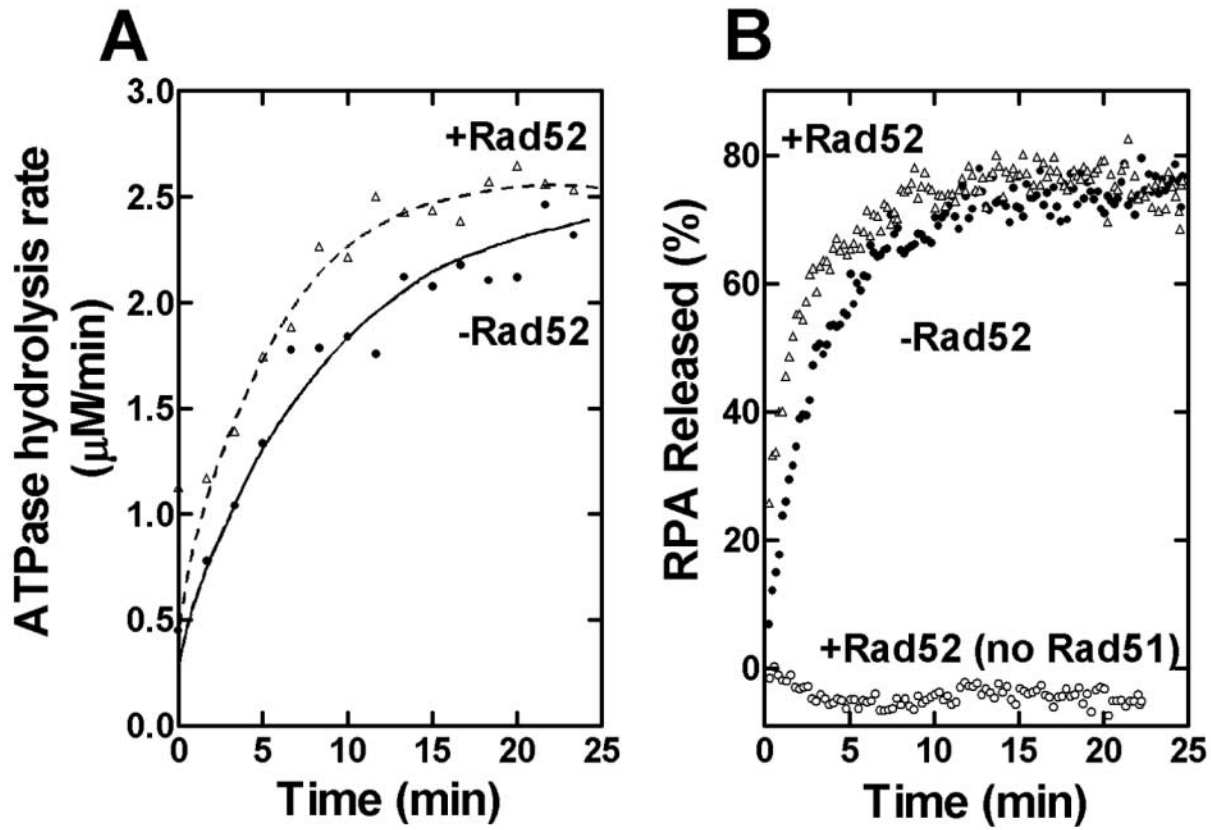 A
ATPase hydrolysis rate
(μM/min)
3.0
2.5
2.0
1.5
1.0
0.5
0.0
+Rad52
-Rad52
0 5 10 15 20 25
Time (min)
B
RPA Released (%)
80
60
40
20
0
+Rad52
-Rad52
+Rad52 (no Rad51)
0 5 10 15 20 25
Time (min)